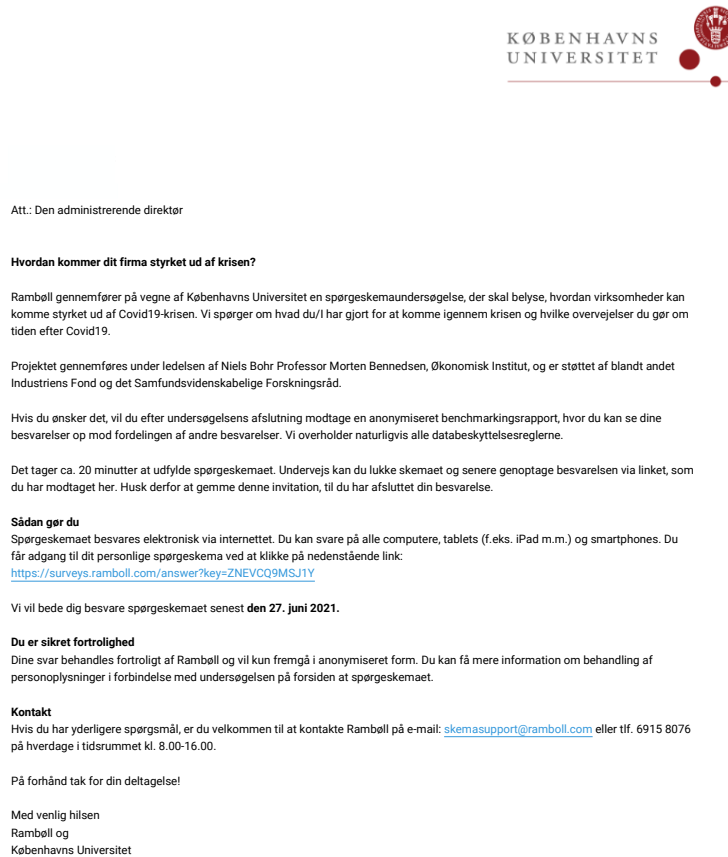 KØBENHAVNS
UNIVERSITET
Att.: Den administrerende direktør
Hvordan kommer dit firma styrket ud af krisen?
Rambøll gennemfører på vegne af Københavns Universitet en spørgeskemaundersøgelse, der skal belyse, hvordan virksomheder kan
komme styrket ud af Covid19-krisen. Vi spørger om hvad du/I har gjort for at komme igennem krisen og hvilke overvejelser du gør om
tiden efter Covid19.
Projektet gennemføres under ledelsen af Niels Bohr Professor Morten Bennedsen, Økonomisk Institut, og er støttet af blandt andet
Industriens Fond og det Samfundsvidenskabelige Forskningsråd.
Hvis du ønsker det, vil du efter undersøgelsens afslutning modtage en anonymiseret benchmarkingsrapport, hvor du kan se dine
besvarelser op mod fordelingen af andre besvarelser. Vi overholder naturligvis alle databeskyttelsesreglerne.
Det tager ca. 20 minutter at udfylde spørgeskemaet. Undervejs kan du lukke skemaet og senere genoptage besvarelsen via linket, som
du har modtaget her. Husk derfor at gemme denne invitation, til du har afsluttet din besvarelse.
Sådan gør du
Spørgeskemaet besvares elektronisk via internettet. Du kan svare på alle computere, tablets (f.eks. iPad m.m.) og smartphones. Du
får adgang til dit personlige spørgeskema ved at klikke på nedenstående link:
https://surveys.ramboll.com/answer?key=ZNEVCQ9MSJ1Y
Vi vil bede dig besvare spørgeskemaet senest den 27. juni 2021.
Du er sikret fortrolighed
Dine svar behandles fortroligt af Rambøll og vil kun fremgå i anonymiseret form. Du kan få mere information om behandling af
personoplysninger i forbindelse med undersøgelsen på forsiden at spørgeskemaet.
Kontakt
Hvis du har yderligere spørgsmål, er du velkommen til at kontakte Rambøll på e-mail: skemasupport@ramboll.com eller tlf. 6915 8076
på hverdage i tidsrummet kl. 8.00-16.00.
På forhånd tak for din deltagelse!
Med venlig hilsen
Rambøll og
Københavns Universitet